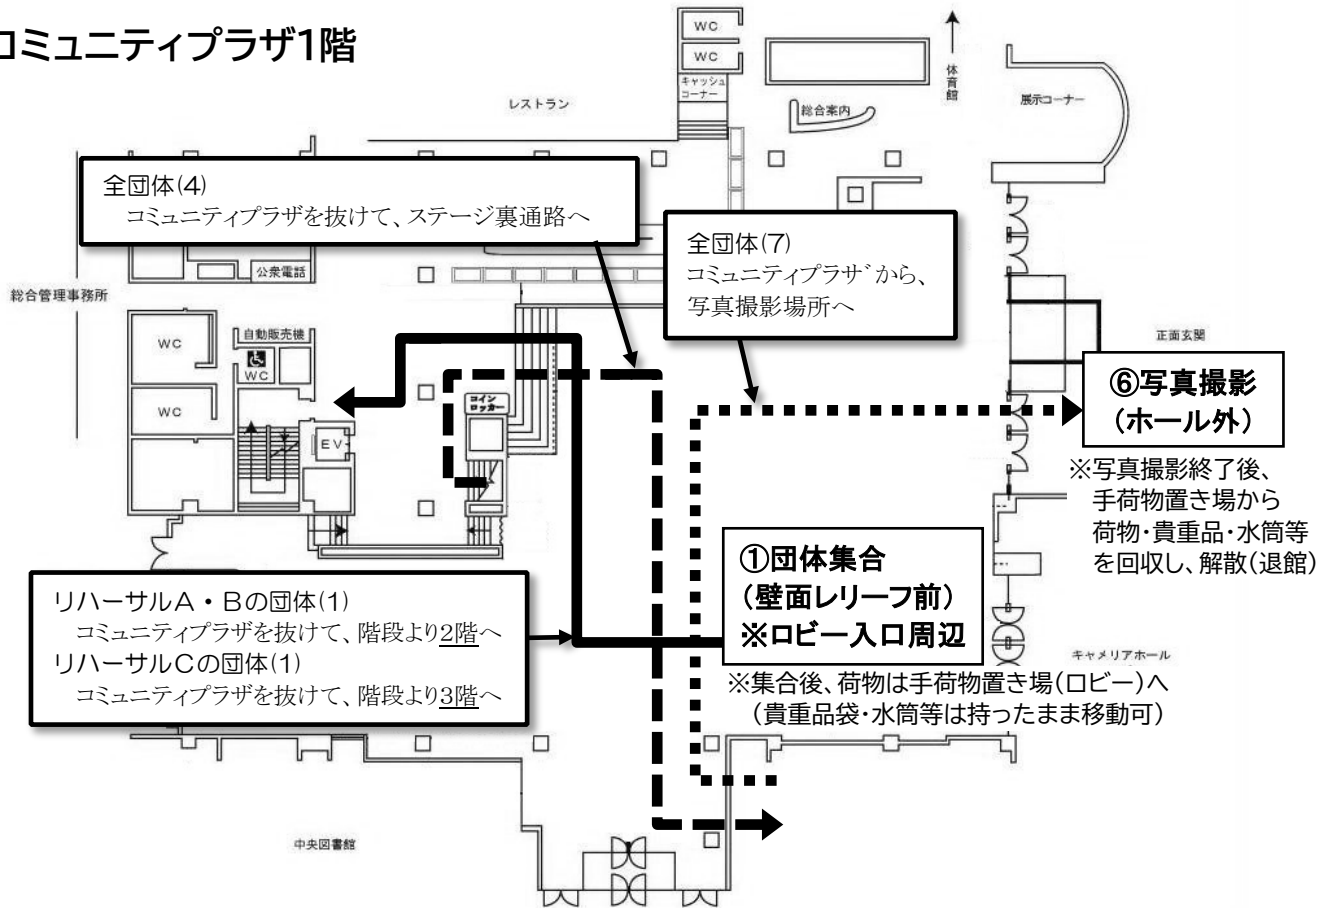 コミュニティプラザ1階
WC
WC
キャッシュ
コーナー
体育館
総合案内
展示コーナー
レストラン
全団体(4)
コミュニティプラザを抜けて、ステージ裏通路へ
全団体(7)
コミュニティプラザから、
写真撮影場所へ
公衆電話
総合管理事務所
自動販売機
WC
WC
WC
コイン
ロッカー
EV
正面玄関
⑥写真撮影
(ホール外)
※写真撮影終了後、
手荷物置き場から
荷物・貴重品・水筒等
を回収し、解散(退館)
①団体集合
(壁面レリーフ前)
※ロビー入口周辺
キャメリアホール
※集合後、荷物は手荷物置き場(ロビー)へ
(貴重品袋・水筒等は持ったまま移動可)
リハーサルA・Bの団体(1)
コミュニティプラザを抜けて、階段より2階へ
リハーサルCの団体(1)
コミュニティプラザを抜けて、階段より3階へ
中央図書館